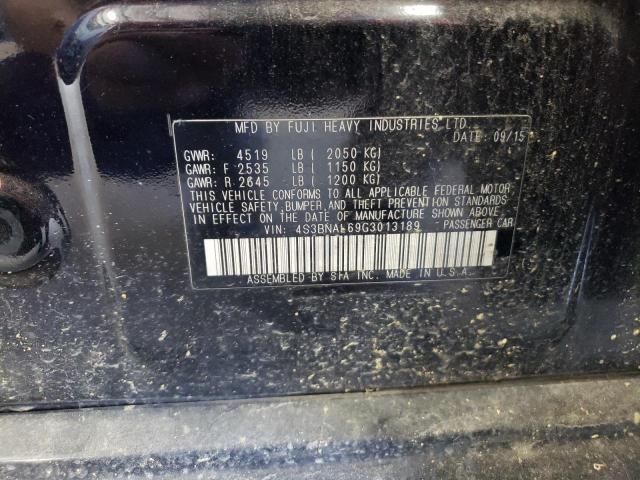 MFD BY FUJI HEAVY INDUSTRIES LTD.
DATE: 09/15
GVWR: 4519 LB ( 2050 KG)
GAWR: F 2535 LB ( 1150 KG)
GAWR: R 2645 LB ( 1200 KG)
THIS VEHICLE CONFORMS TO ALL APPLICABLE FEDERAL MOTOR
VEHICLE SAFETY, BUMPER, AND THEFT PREVENTION STANDARDS
IN EFFECT ON THE DATE OF MANUFACTURE SHOWN ABOVE.
VIN: 4S3BNAL69G3013189 PASSENGER CAR
ASSEMBLED BY SIA INC. MADE IN U.S.A.